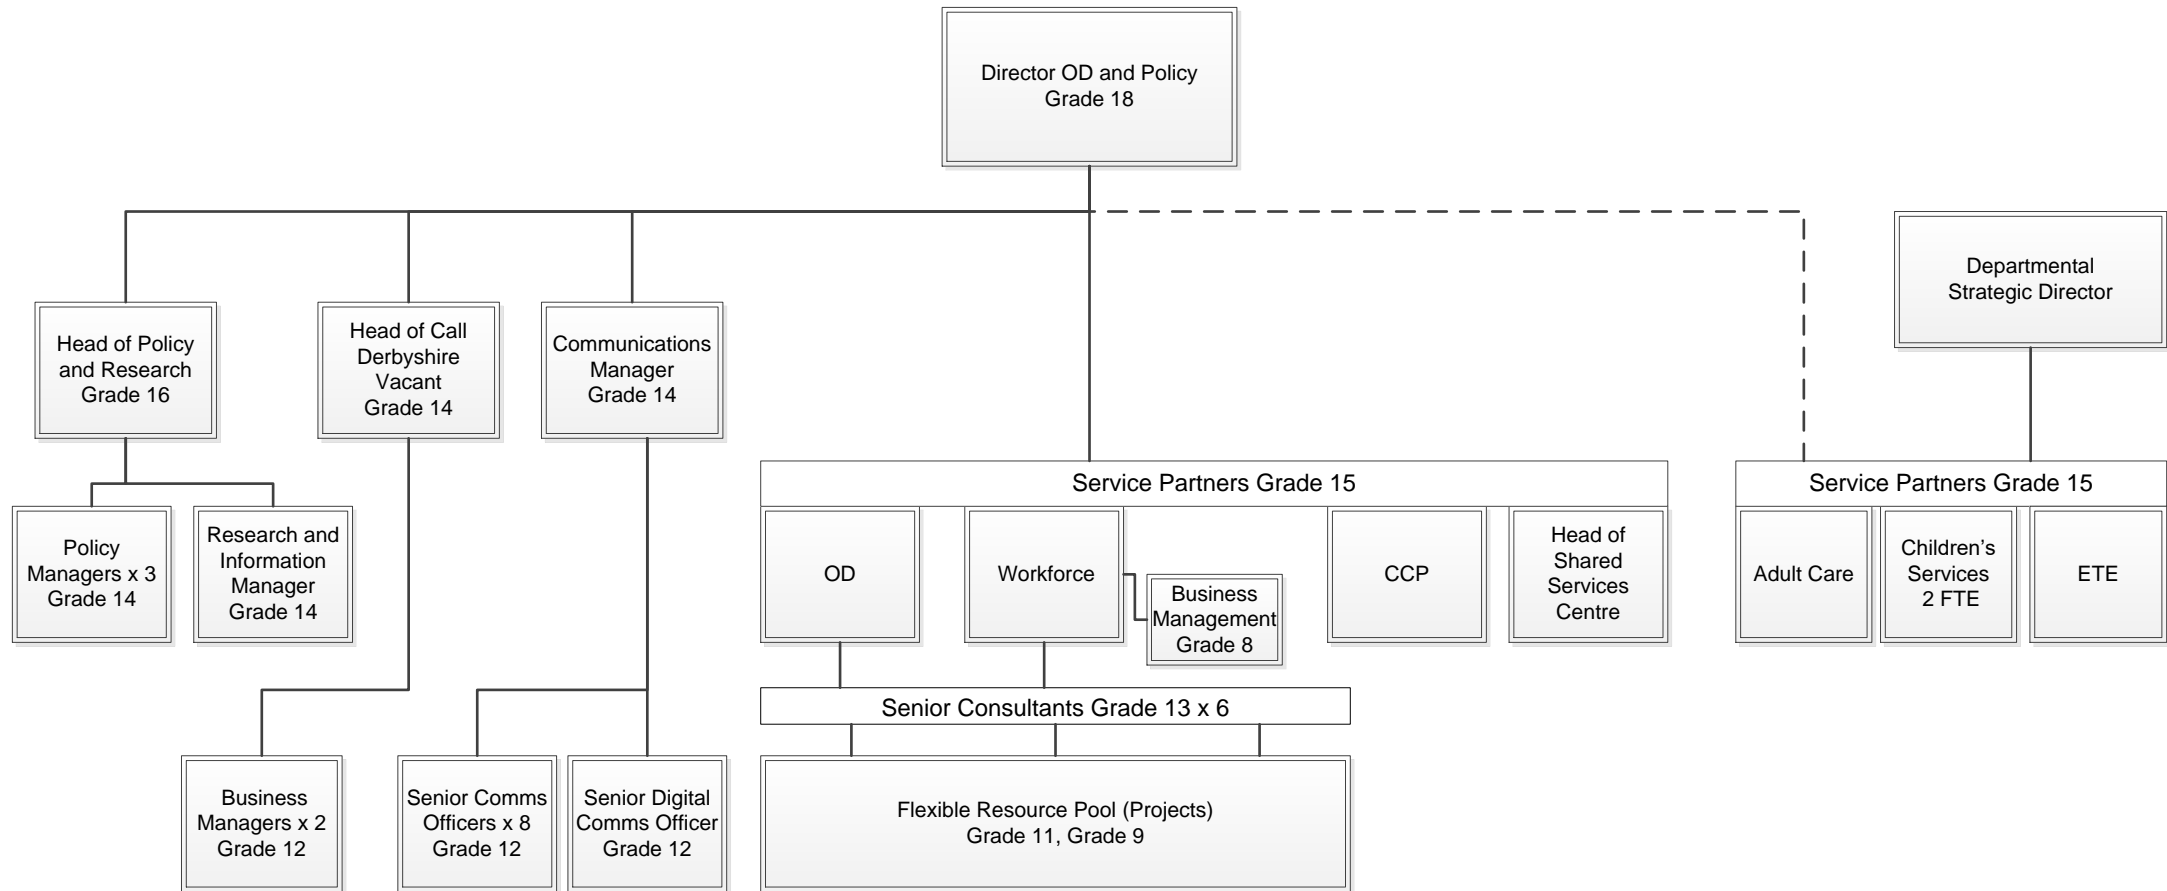 Director OD and Policy
Grade 18
Departmental
Strategic Director
Head of Policy
and Research
Grade 16
Head of Call
Derbyshire
Vacant
Grade 14
Communications
Manager
Grade 14
Service Partners Grade 15
Service Partners Grade 15
Policy
Managers x 3
Grade 14
Research and
Information
Manager
Grade 14
OD
Workforce
Business
Management
Grade 8
CCP
Head of
Shared
Services
Centre
Adult Care
Children’s
Services
2 FTE
ETE
Senior Consultants Grade 13 x 6
Business
Managers x 2
Grade 12
Senior Comms
Officers x 8
Grade 12
Senior Digital
Comms Officer
Grade 12
Flexible Resource Pool (Projects)
Grade 11, Grade 9